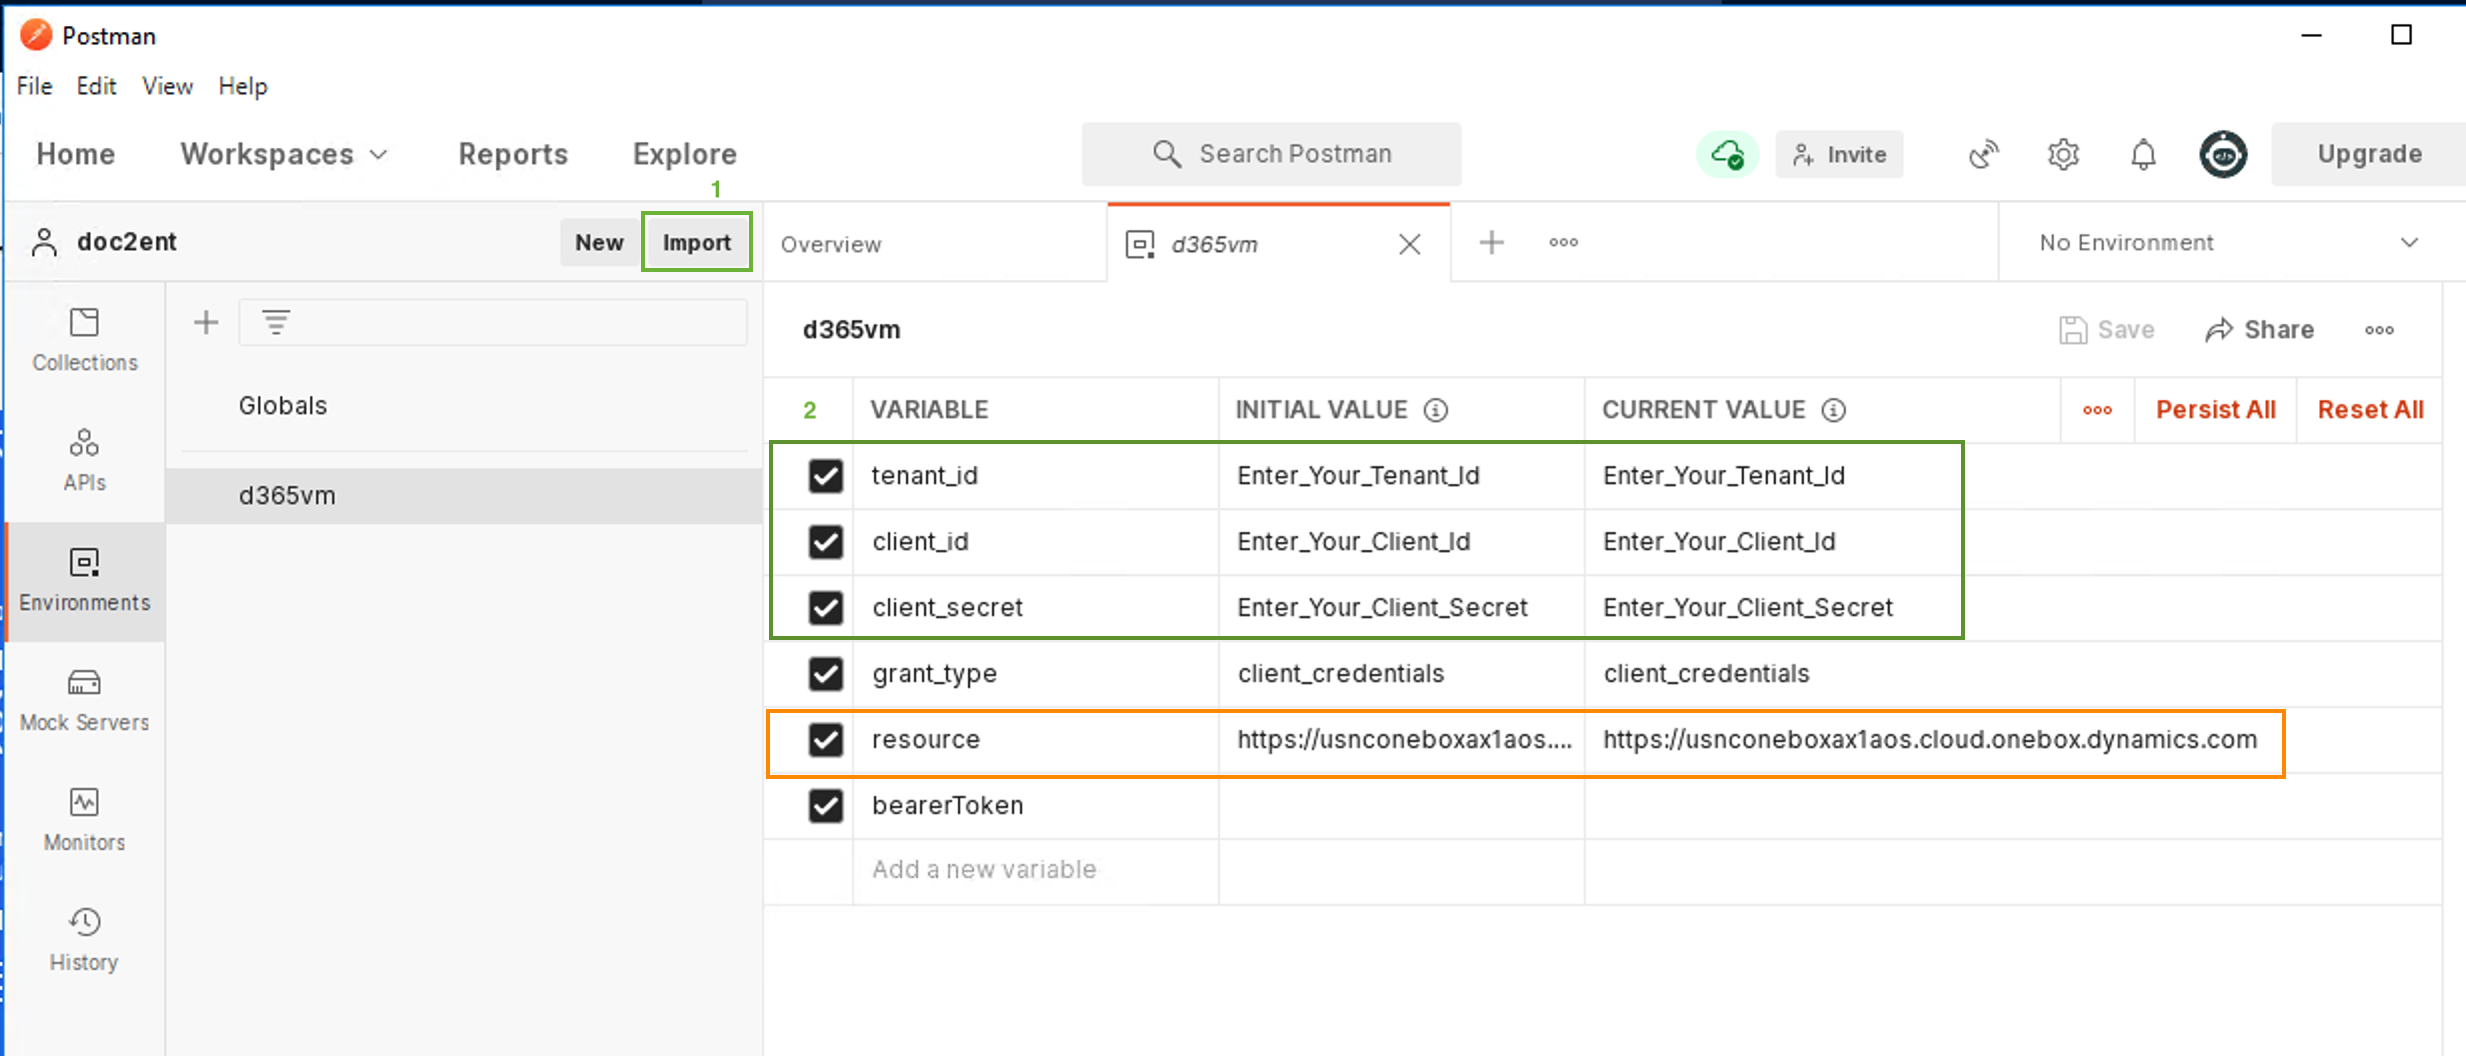 Postman
File Edit View Help
Home Workspaces Reports Explore Search Postman Invite Upgrade
1
doc2ent New Import Overview d365vm No Environment
d365vm Save Share
Collections
Globals
2 VARIABLE INITIAL VALUE CURRENT VALUE Persist All Reset All
APIs
tenant_id Enter_Your_Tenant_Id Enter_Your_Tenant_Id
d365vm
client_id Enter_Your_Client_Id Enter_Your_Client_Id
Environments
client_secret Enter_Your_Client_Secret Enter_Your_Client_Secret
grant_type client_credentials client_credentials
Mock Servers
resource https://usnconeboxax1aos.... https://usnconeboxax1aos.cloud.onebox.dynamics.com
bearerToken
Monitors
Add a new variable
History